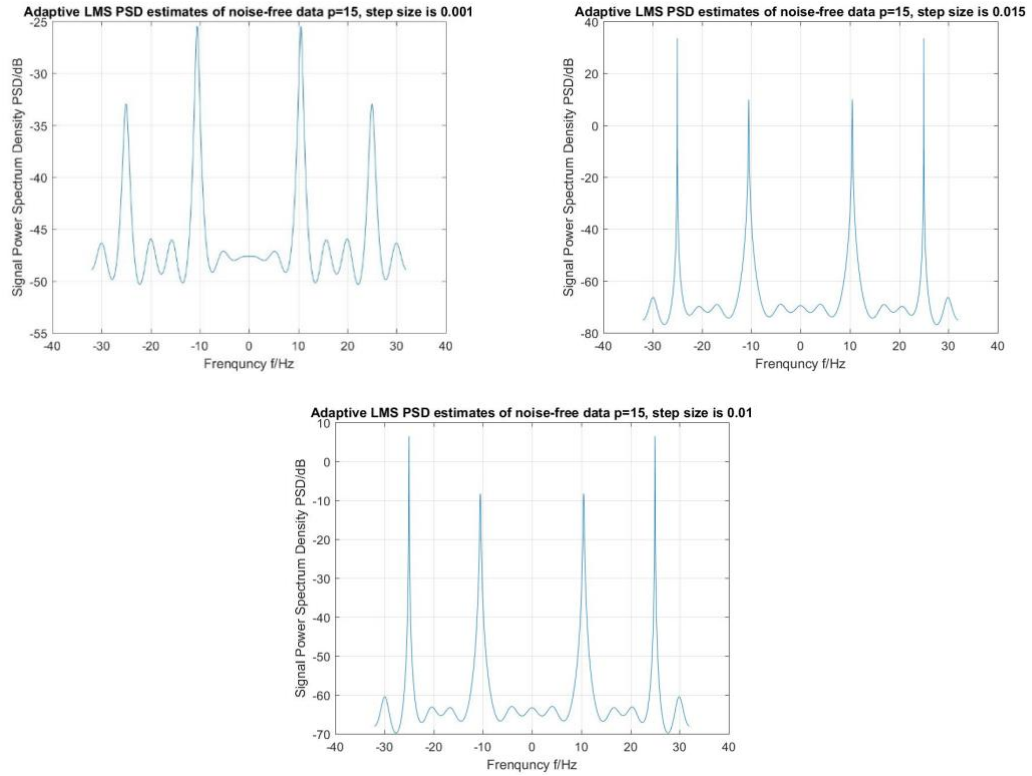 Adaptive LMS PSD estimates of noise-free data p=15, step size is 0.001
Signal Power Spectrum Density PSD/dB
-25
-30
-35
-40
-45
-50
-55
-40 -30 -20 -10 0 10 20 30 40
Frenquncy f/Hz
Adaptive LMS PSD estimates of noise-free data p=15, step size is 0.015
Signal Power Spectrum Density PSD/dB
40
20
0
-20
-40
-60
-80
-40 -30 -20 -10 0 10 20 30 40
Frenquncy f/Hz
Adaptive LMS PSD estimates of noise-free data p=15, step size is 0.01
Signal Power Spectrum Density PSD/dB
10
0
-10
-20
-30
-40
-50
-60
-70
-40 -30 -20 -10 0 10 20 30 40
Frenquncy f/Hz